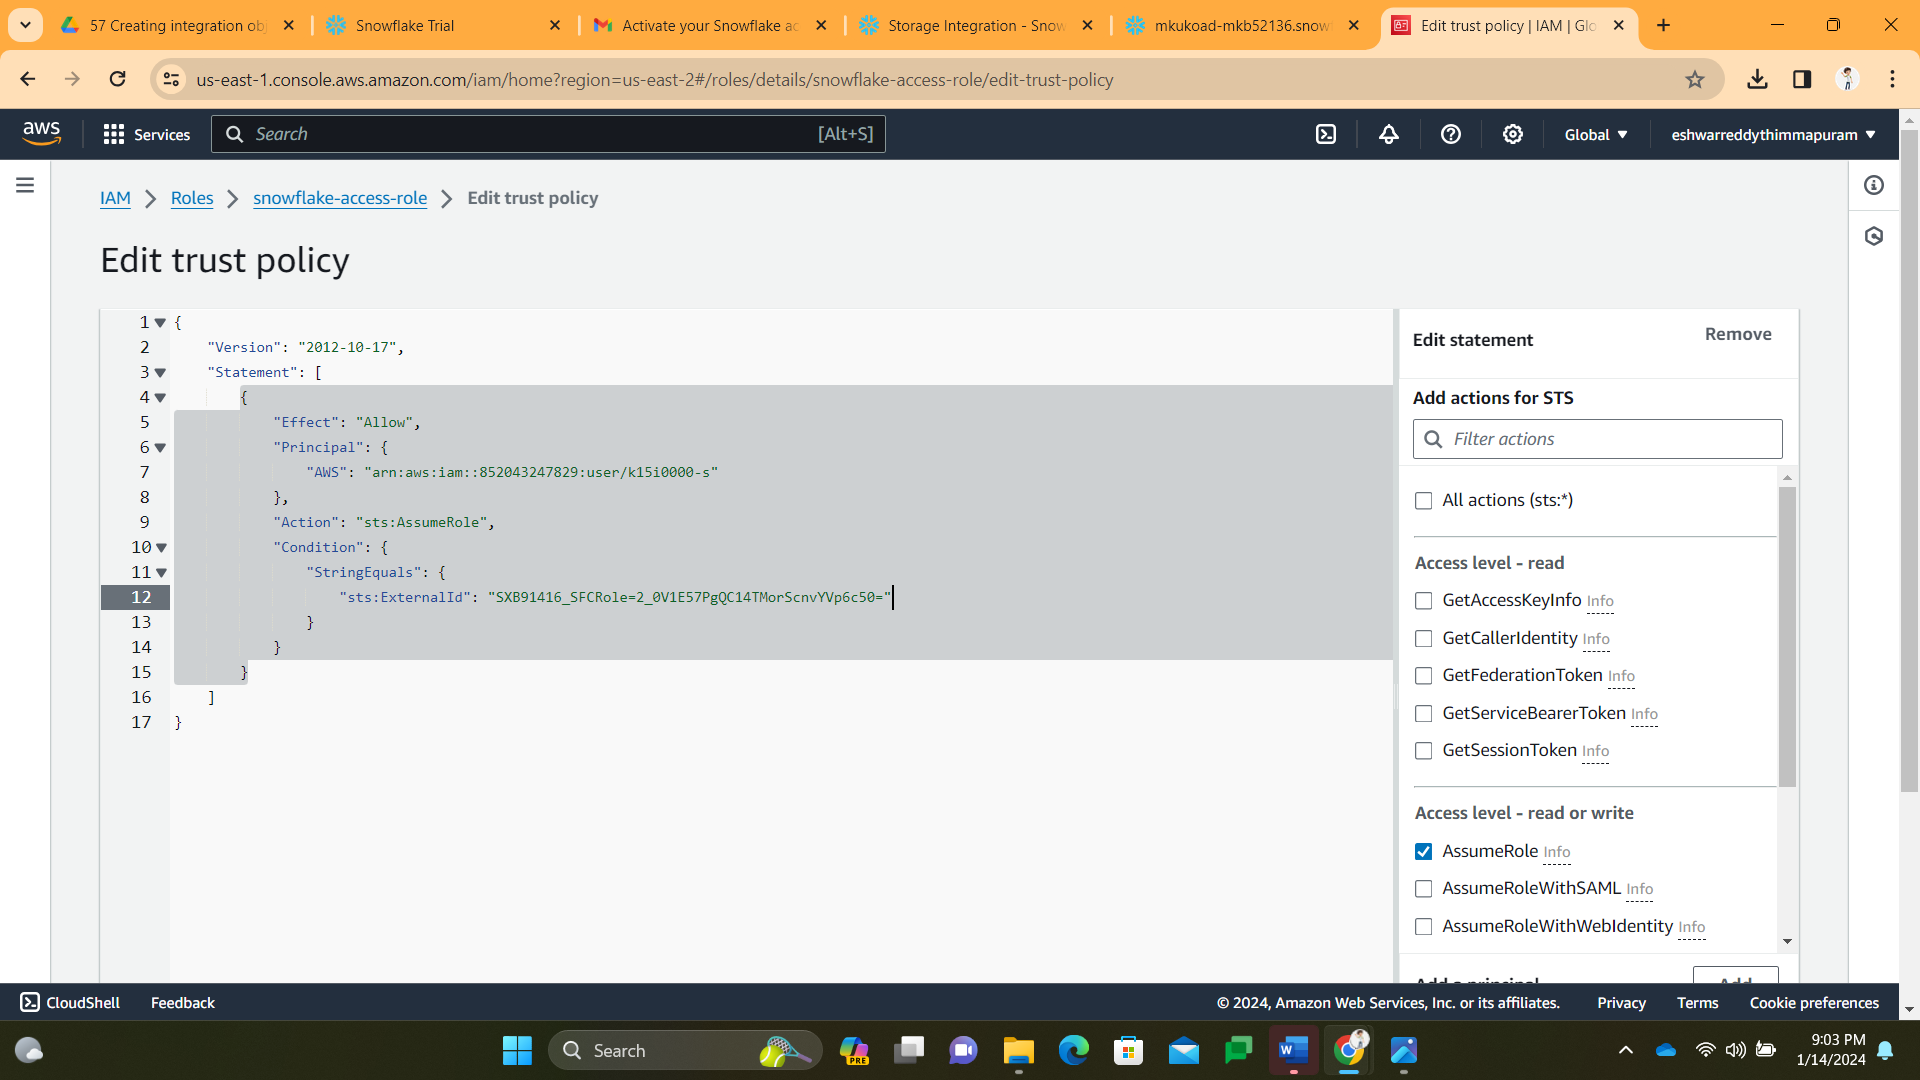 57 Creating integration obj
Snowflake Trial
Activate your Snowflake ac
Storage Integration - Snow
mkukoad-mkb52136.snow
Edit trust policy | IAM | Glo
us-east-1.console.aws.amazon.com/iam/home?region=us-east-2#/roles/details/snowflake-access-role/edit-trust-policy
aws
Services
Search
[Alt+S]
Global
eshwarreddythimmapuram
IAM
Roles
snowflake-access-role
Edit trust policy
Edit trust policy
1 {
2 "Version": "2012-10-17",
3 "Statement": [
4 {
5 "Effect": "Allow",
6 "Principal": {
7 "AWS": "arn:aws:iam::852043247829:user/k15i0000-s"
8 },
9 "Action": "sts:AssumeRole",
10 "Condition": {
11 "StringEquals": {
12 "sts:ExternalId": "SXB91416_SFCRole=2_0V1E57PgQC14TMorScnvYVp6c50="
13 }
14 }
15 }
16 ]
17 }
Edit statement
Remove
Add actions for STS
Filter actions
All actions (sts:*)
Access level - read
GetAccessKeyInfo Info
GetCallerIdentity Info
GetFederationToken Info
GetServiceBearerToken Info
GetSessionToken Info
Access level - read or write
AssumeRole Info
AssumeRoleWithSAML Info
AssumeRoleWithWebIdentity Info
Add a principal
Add
CloudShell
Feedback
© 2024, Amazon Web Services, Inc. or its affiliates.
Privacy
Terms
Cookie preferences
Search
PRE
W
9:03 PM
1/14/2024